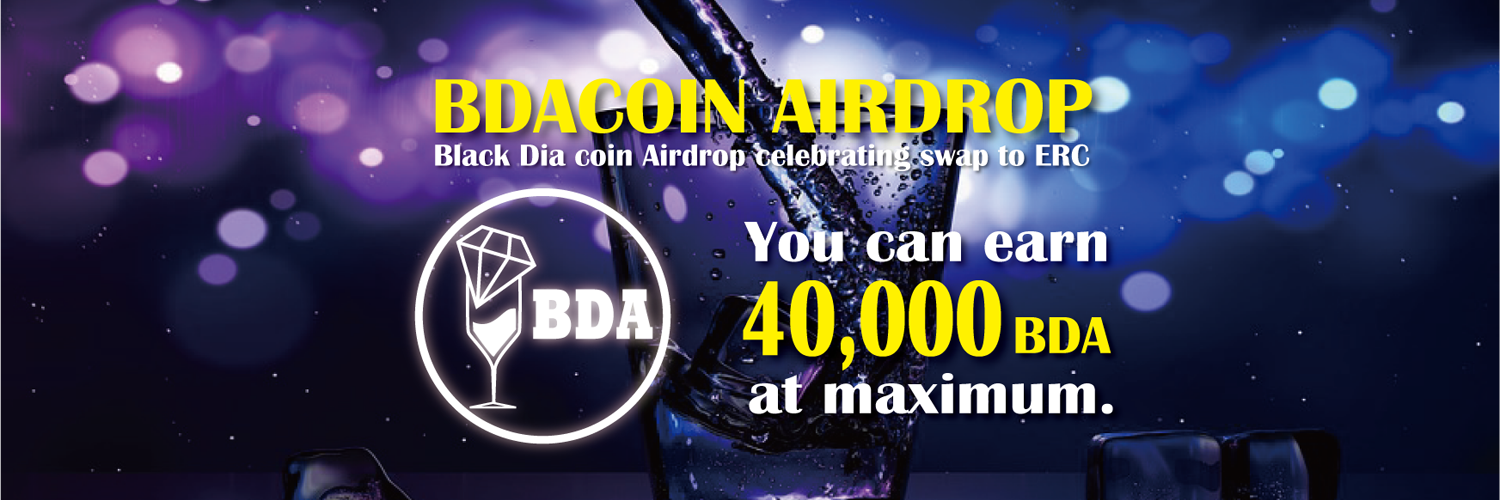 BDACOIN AIRDROP
Black Dia coin Airdrop celebrating swap to ERC
BDA
You can earn
40,000 BDA
at maximum.